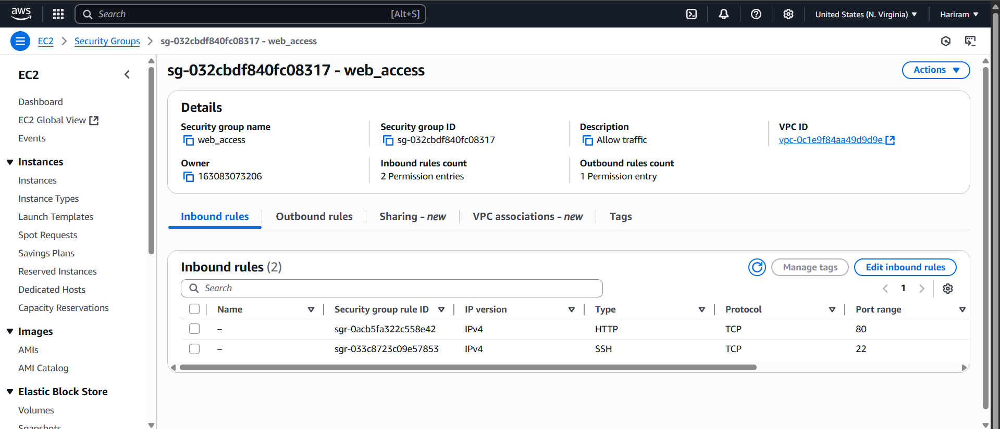 aws Search [Alt+S] United States (N. Virginia) Hariram
EC2 Security Groups sg-032cbdf840fc08317 - web_access
EC2
Dashboard
EC2 Global View
Events
Instances
Instances
Instance Types
Launch Templates
Spot Requests
Savings Plans
Reserved Instances
Dedicated Hosts
Capacity Reservations
Images
AMIs
AMI Catalog
Elastic Block Store
Volumes
Snapshots
sg-032cbdf840fc08317 - web_access
Actions
Details
Security group name
web_access
Security group ID
sg-032cbdf840fc08317
Description
Allow traffic
VPC ID
vpc-0c1e9f84aa49d9d9e
Owner
163083073206
Inbound rules count
2 Permission entries
Outbound rules count
1 Permission entry
Inbound rules Outbound rules Sharing - new VPC associations - new Tags
Inbound rules (2)
Manage tags Edit inbound rules
Search
1
Name Security group rule ID IP version Type Protocol Port range
– sgr-0acb5fa322c558e42 IPv4 HTTP TCP 80
– sgr-033c8723c09e57853 IPv4 SSH TCP 22